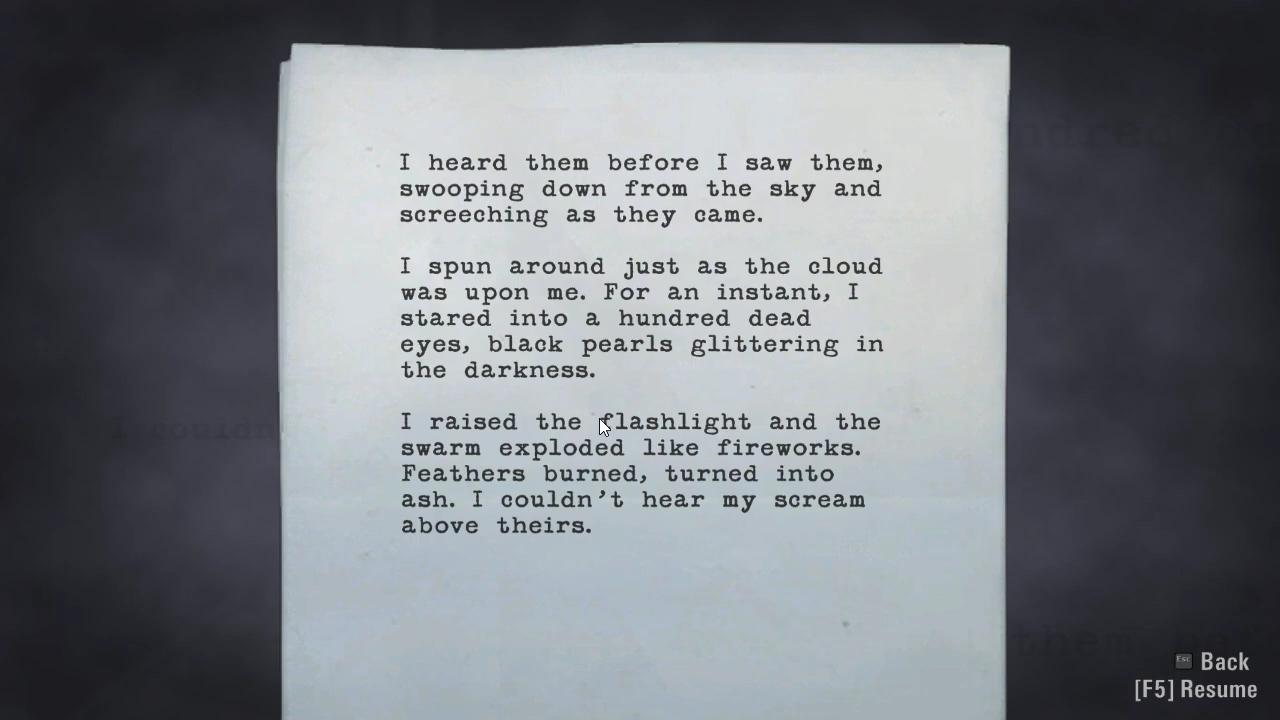 I heard them before I saw them,
swooping down from the sky and
screeching as they came.
I spun around just as the cloud
was upon me. For an instant, I
stared into a hundred dead
eyes, black pearls glittering in
the darkness.
I raised the flashlight and the
swarm exploded like fireworks.
Feathers burned, turned into
ash. I couldn't hear my scream
above theirs.
I couldn
them
Esc Back
[F5] Resume